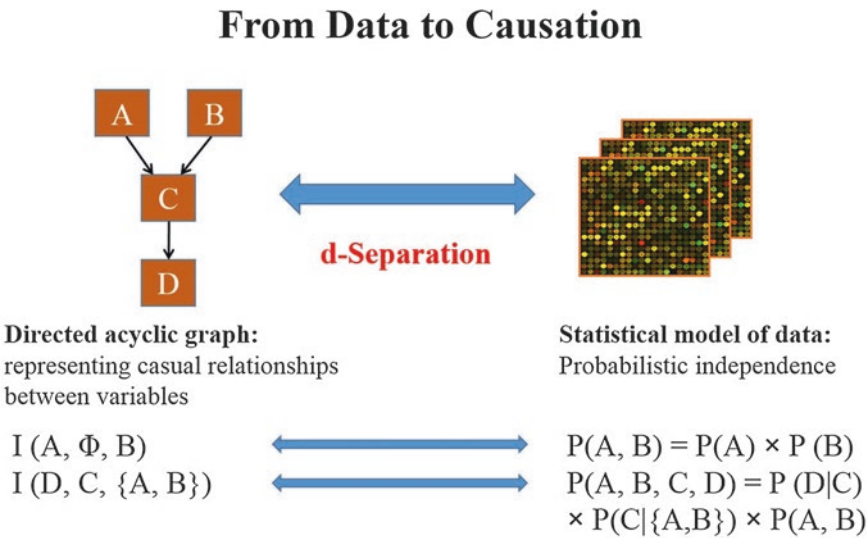 From Data to Causation
A
B
C
d-Separation
D
Directed acyclic graph:
representing casual relationships
between variables
Statistical model of data:
Probabilistic independence
I (A, Φ, B)
P(A, B) = P(A) × P (B)
I (D, C, {A, B})
P(A, B, C, D) = P (D|C)
× P(C|{A,B}) × P(A, B)